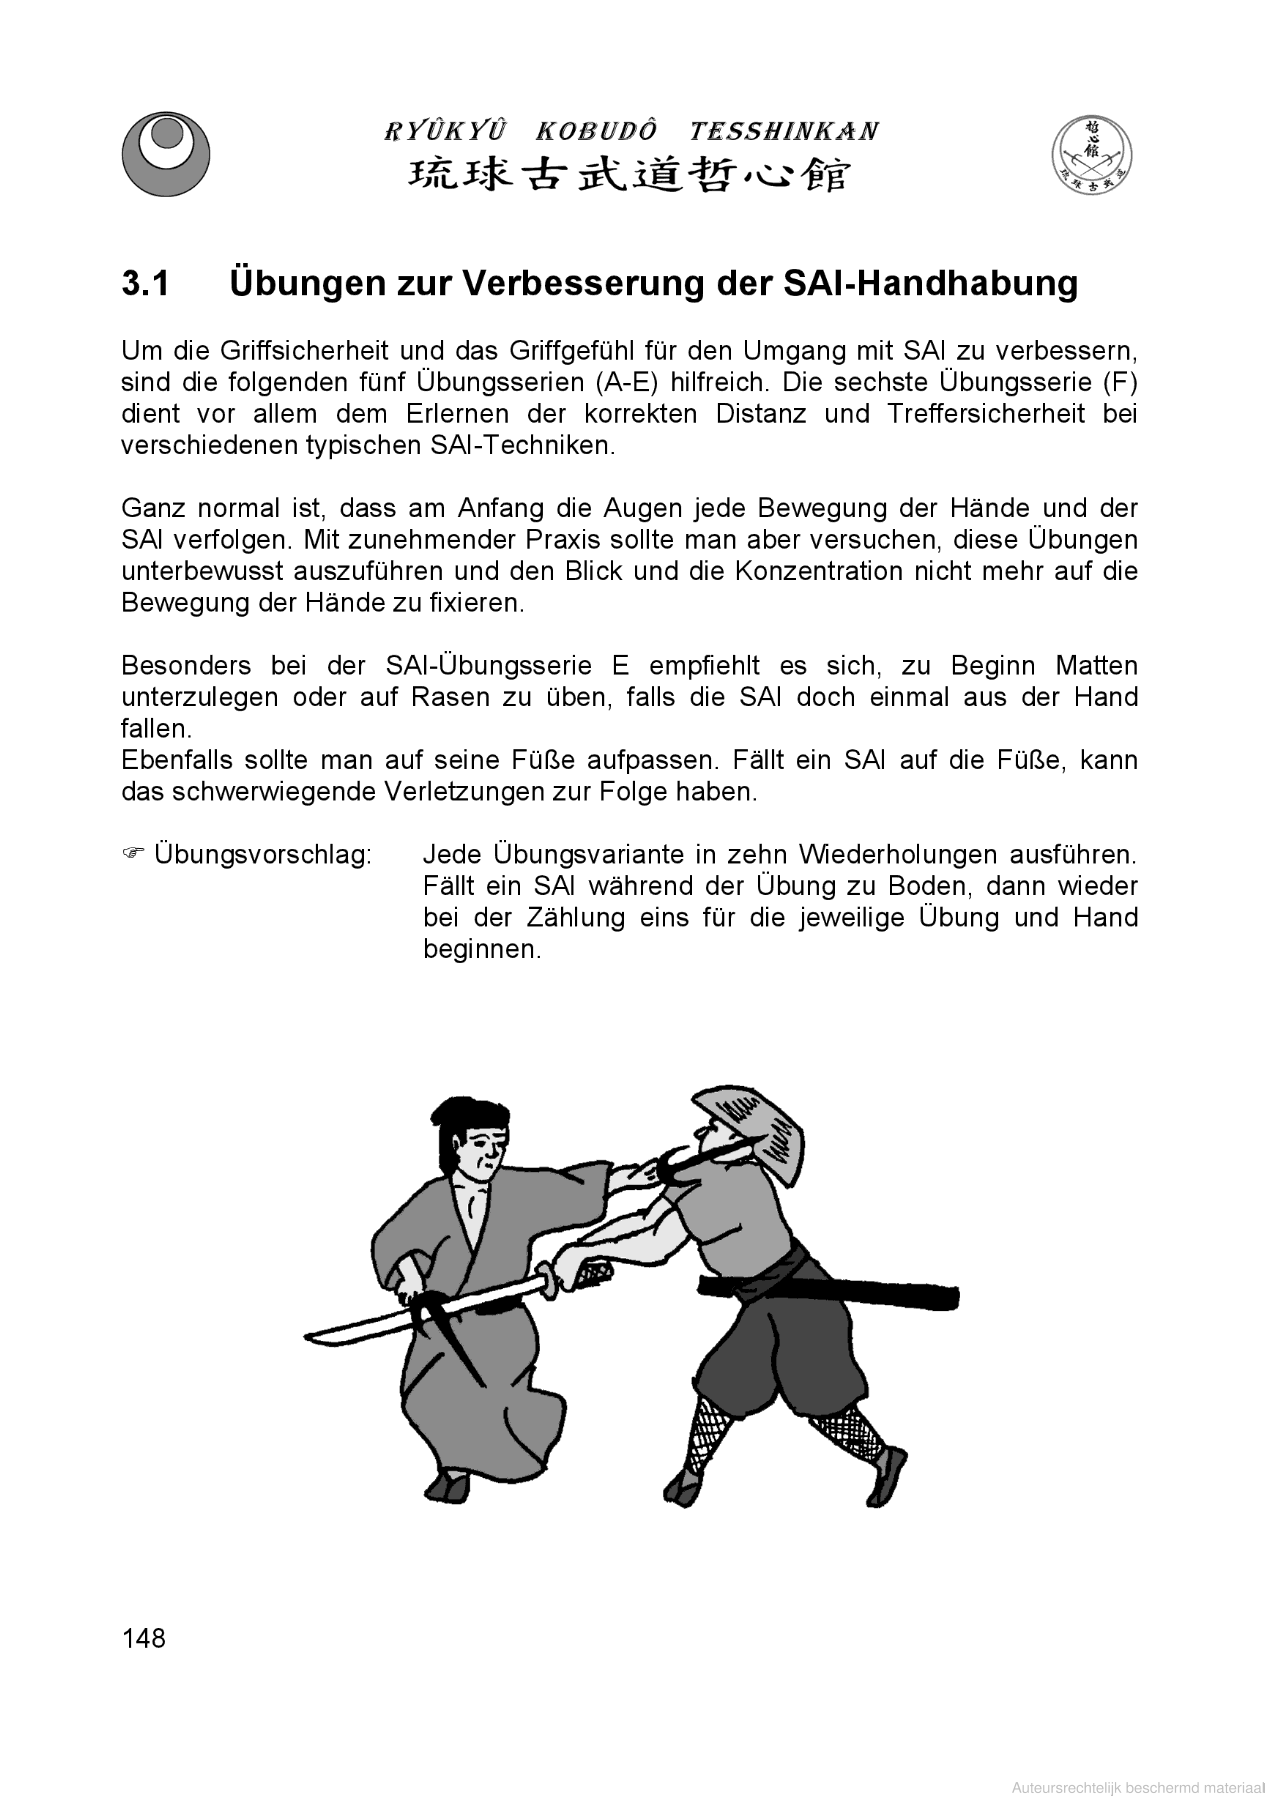 RYÛKYÛ KOBUDÔ TESSHINKAN
琉球古武道哲心館
哲心館
琉球古武道
3.1 Übungen zur Verbesserung der SAI-Handhabung
Um die Griffsicherheit und das Griffgefühl für den Umgang mit SAI zu verbessern,
sind die folgenden fünf Übungsserien (A-E) hilfreich. Die sechste Übungsserie (F)
dient vor allem dem Erlernen der korrekten Distanz und Treffersicherheit bei
verschiedenen typischen SAI-Techniken.
Ganz normal ist, dass am Anfang die Augen jede Bewegung der Hände und der
SAI verfolgen. Mit zunehmender Praxis sollte man aber versuchen, diese Übungen
unterbewusst auszuführen und den Blick und die Konzentration nicht mehr auf die
Bewegung der Hände zu fixieren.
Besonders bei der SAI-Übungsserie E empfiehlt es sich, zu Beginn Matten
unterzulegen oder auf Rasen zu üben, falls die SAI doch einmal aus der Hand
fallen.
Ebenfalls sollte man auf seine Füße aufpassen. Fällt ein SAI auf die Füße, kann
das schwerwiegende Verletzungen zur Folge haben.
☞ Übungsvorschlag: Jede Übungsvariante in zehn Wiederholungen ausführen.
Fällt ein SAI während der Übung zu Boden, dann wieder
bei der Zählung eins für die jeweilige Übung und Hand
beginnen.
148
Auteursrechtelijk beschermd materiaal